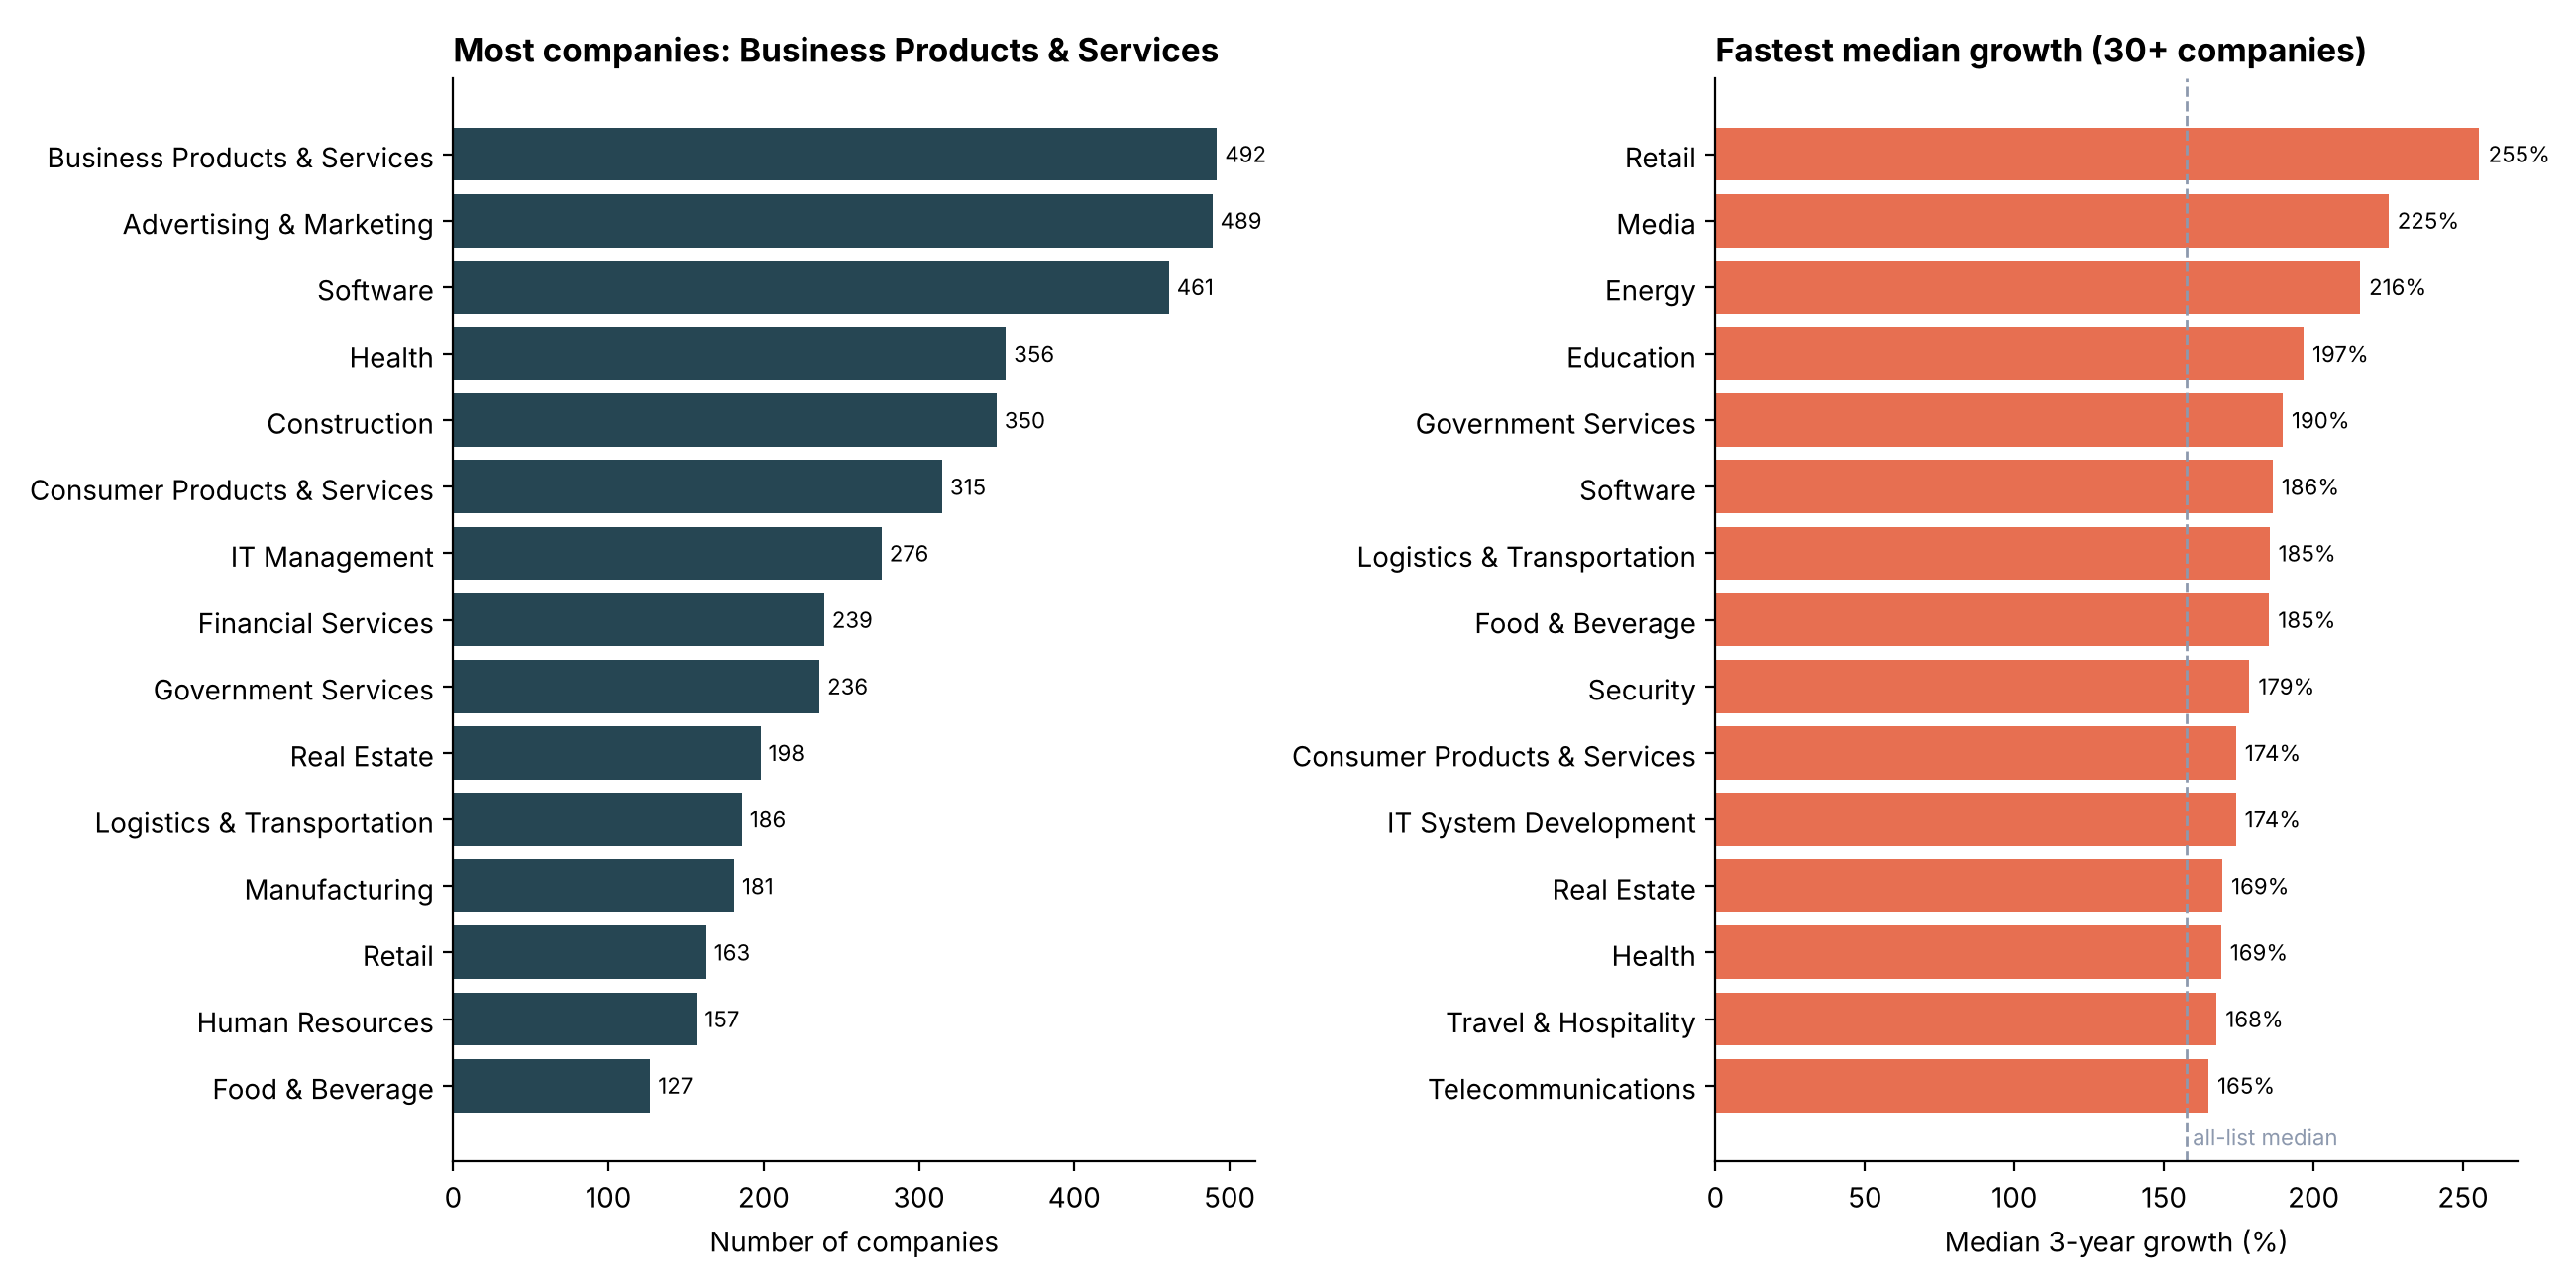 Most companies: Business Products & Services
Business Products & Services 492
Advertising & Marketing 489
Software 461
Health 356
Construction 350
Consumer Products & Services 315
IT Management 276
Financial Services 239
Government Services 236
Real Estate 198
Logistics & Transportation 186
Manufacturing 181
Retail 163
Human Resources 157
Food & Beverage 127
0 100 200 300 400 500
Number of companies
Fastest median growth (30+ companies)
Retail 255%
Media 225%
Energy 216%
Education 197%
Government Services 190%
Software 186%
Logistics & Transportation 185%
Food & Beverage 185%
Security 179%
Consumer Products & Services 174%
IT System Development 174%
Real Estate 169%
Health 169%
Travel & Hospitality 168%
Telecommunications 165%
all-list median
0 50 100 150 200 250
Median 3-year growth (%)